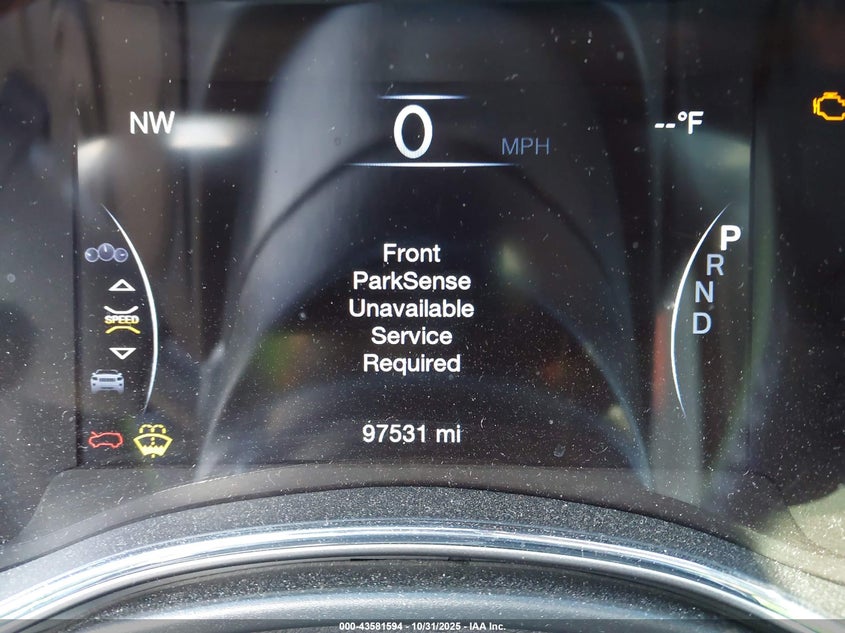 NW
0
MPH
--°F
Front
ParkSense
Unavailable
Service
Required
SPEED
P
R
N
D
97531 mi
000-43581594 - 10/31/2025 - IAA Inc.